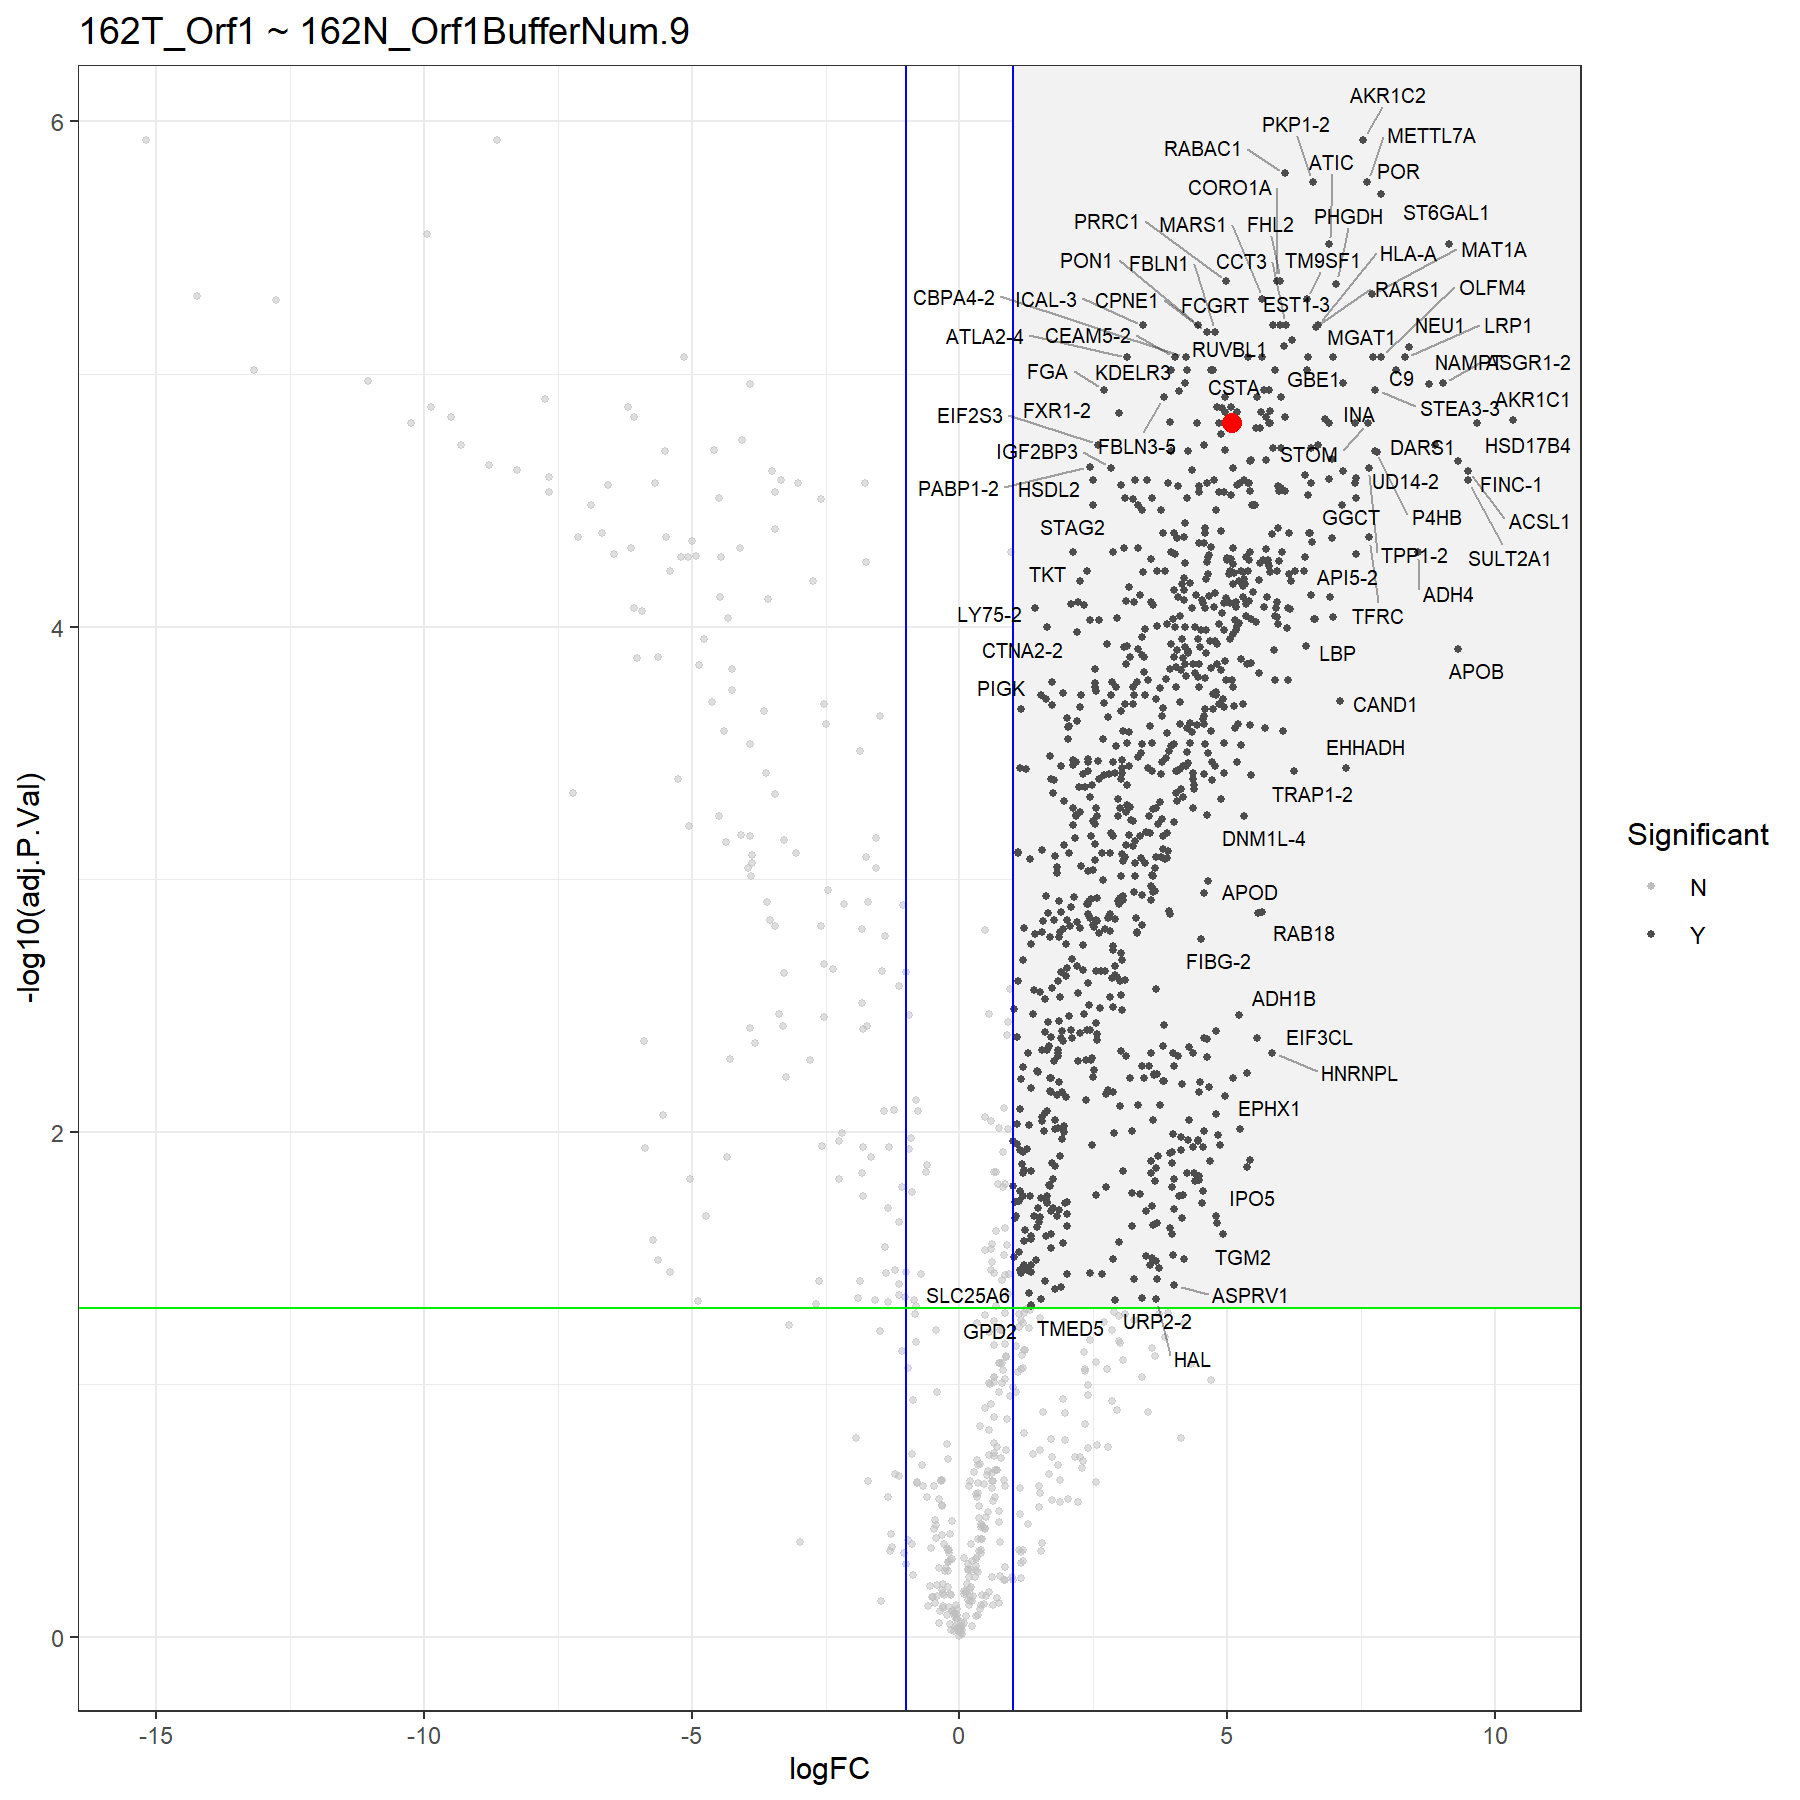 162T_Orf1 ~ 162N_Orf1BufferNum.9
AKR1C2
PKP1-2
METTL7A
RABAC1
ATIC
POR
CORO1A
ST6GAL1
PHGDH
PRRC1
MARS1
FHL2
HLA-A
MAT1A
PON1
FBLN1
CCT3
TM9SF1
RARS1
OLFM4
CBPA4-2
ICAL-3
CPNE1
FCGRT
EST1-3
NEU1
LRP1
ATLA2-4
CEAM5-2
RUVBL1
MGAT1
NAMPT
ASGR1-2
FGA
KDELR3
CSTA
GBE1
C9
AKR1C1
EIF2S3
FXR1-2
INA
STEA3-3
FBLN3-5
STOM
DARS1
HSD17B4
IGF2BP3
PABP1-2
HSDL2
UD14-2
FINC-1
STAG2
GGCT
P4HB
ACSL1
TPP1-2
SULT2A1
TKT
API5-2
ADH4
LY75-2
TFRC
CTNA2-2
LBP
APOB
PIGK
CAND1
EHHADH
TRAP1-2
DNM1L-4
APOD
RAB18
FIBG-2
ADH1B
EIF3CL
HNRNPL
EPHX1
IPO5
TGM2
SLC25A6
ASPRV1
GPD2
TMED5
URP2-2
HAL
6
4
2
0
-log10(adj.P.Val)
-15
-10
-5
0
5
10
logFC
Significant
N
Y